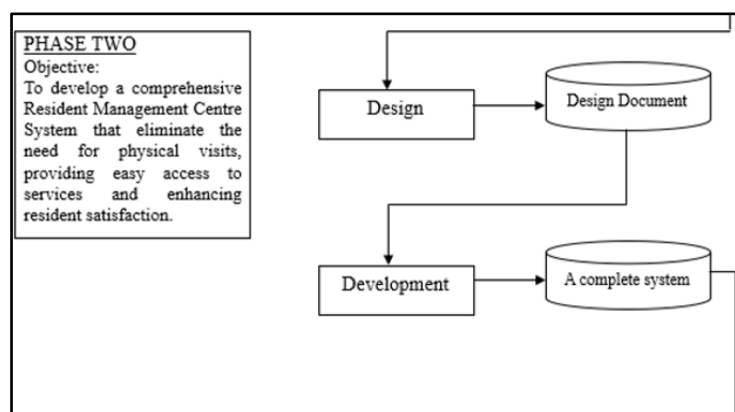 PHASE TWO
Objective:
To develop a comprehensive
Resident Management Centre
System that eliminate the
need for physical visits,
providing easy access to
services and enhancing
resident satisfaction.
Design
Design Document
Development
A complete system